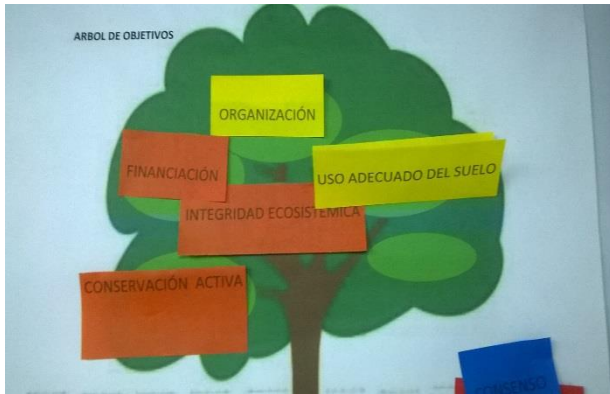 ARBOL DE OBJETIVOS
ORGANIZACIÓN
FINANCIACIÓN
USO ADECUADO DEL SUELO
INTEGRIDAD ECOSISTÉMICA
CONSERVACIÓN ACTIVA
CONSENSO